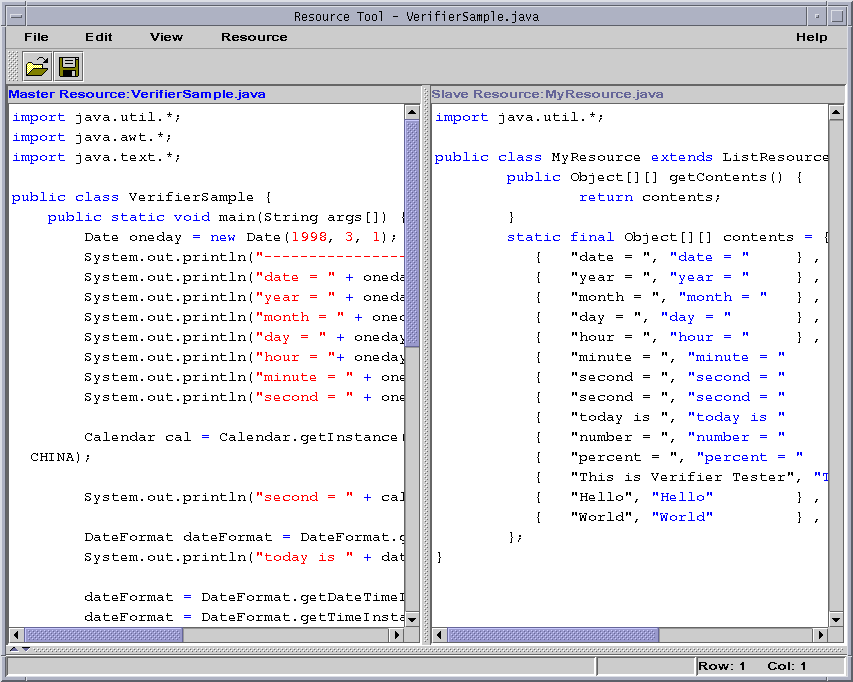 Resource Tool - VerifierSample.java
File Edit View Resource Help
Master Resource:VerifierSample.java
import java.util.*;
import java.awt.*;
import java.text.*;
public class VerifierSample {
public static void main(String args[]) {
Date oneday = new Date(1998, 3, 1);
System.out.println("----------------
System.out.println("date = " + oneda
System.out.println("year = " + oneda
System.out.println("month = " + oned
System.out.println("day = " + oneday
System.out.println("hour = "+ oneday
System.out.println("minute = " + one
System.out.println("second = " + one
Calendar cal = Calendar.getInstance(
CHINA);
System.out.println("second = " + cal
DateFormat dateFormat = DateFormat.g
System.out.println("today is " + dat
dateFormat = DateFormat.getDateTimeI
dateFormat = DateFormat.getTimeInsta
Slave Resource:MyResource.java
import java.util.*;
public class MyResource extends ListResource
public Object[][] getContents() {
return contents;
}
static final Object[][] contents = {
{ "date = ", "date = " } ,
{ "year = ", "year = " } ,
{ "month = ", "month = " } ,
{ "day = ", "day = " } ,
{ "hour = ", "hour = " } ,
{ "minute = ", "minute = "
{ "second = ", "second = "
{ "second = ", "second = "
{ "today is ", "today is "
{ "number = ", "number = "
{ "percent = ", "percent = "
{ "This is Verifier Tester", "T
{ "Hello", "Hello" } ,
{ "World", "World" } ,
};
}
Row: 1 Col: 1